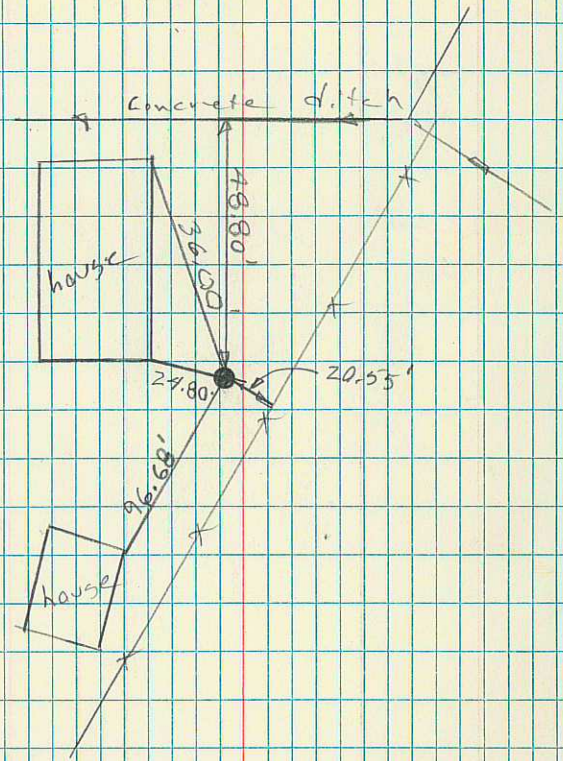 concrete ditch
48.80'
36.00'
house
24.80'
20.55'
96.68'
house